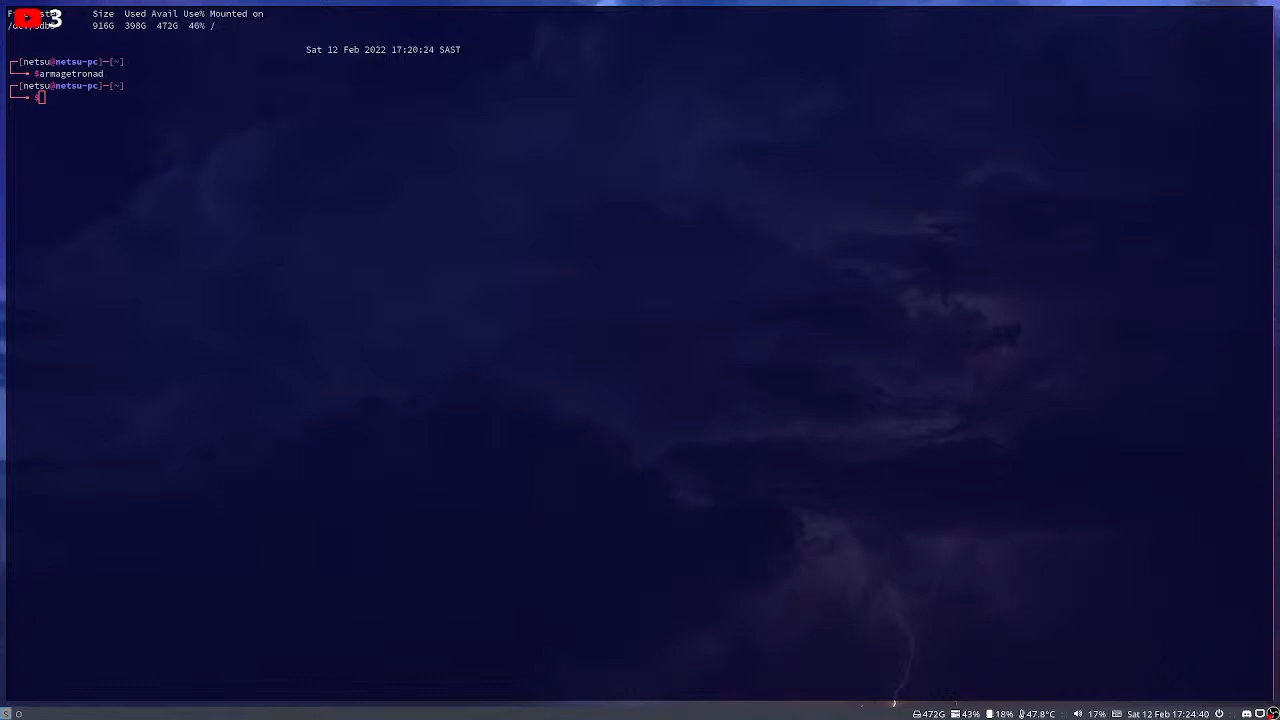 Size Used Avail Use% Mounted on
916G 398G 472G 46% /
3
Sat 12 Feb 2022 17:20:24 SAST
[netsu@netsu-pc]-[~]
$armagetronad
[netsu@netsu-pc]-[~]
$
472G 43% 18% 47.8°C 17% Sat 12 Feb 17:24:40